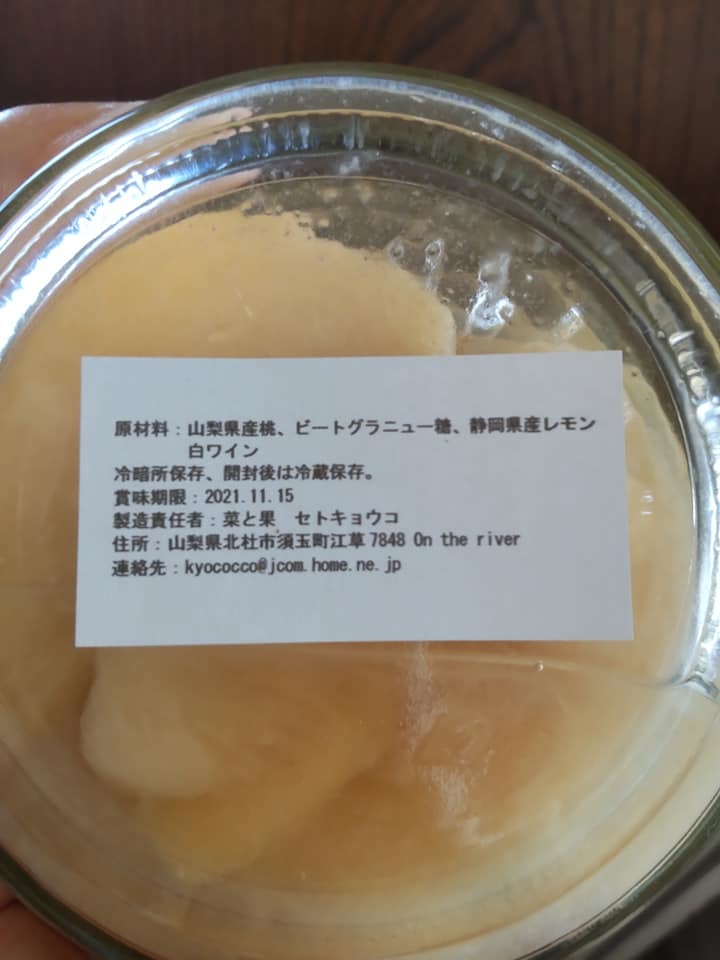 原材料：山梨県産桃、ビートグラニュー糖、静岡県産レモン
白ワイン
冷暗所保存、開封後は冷蔵保存。
賞味期限：2021.11.15
製造責任者：菜と果　セトキョウコ
住所：山梨県北杜市須玉町江草7848 On the river
連絡先：kyococco@jcom.home.ne.jp